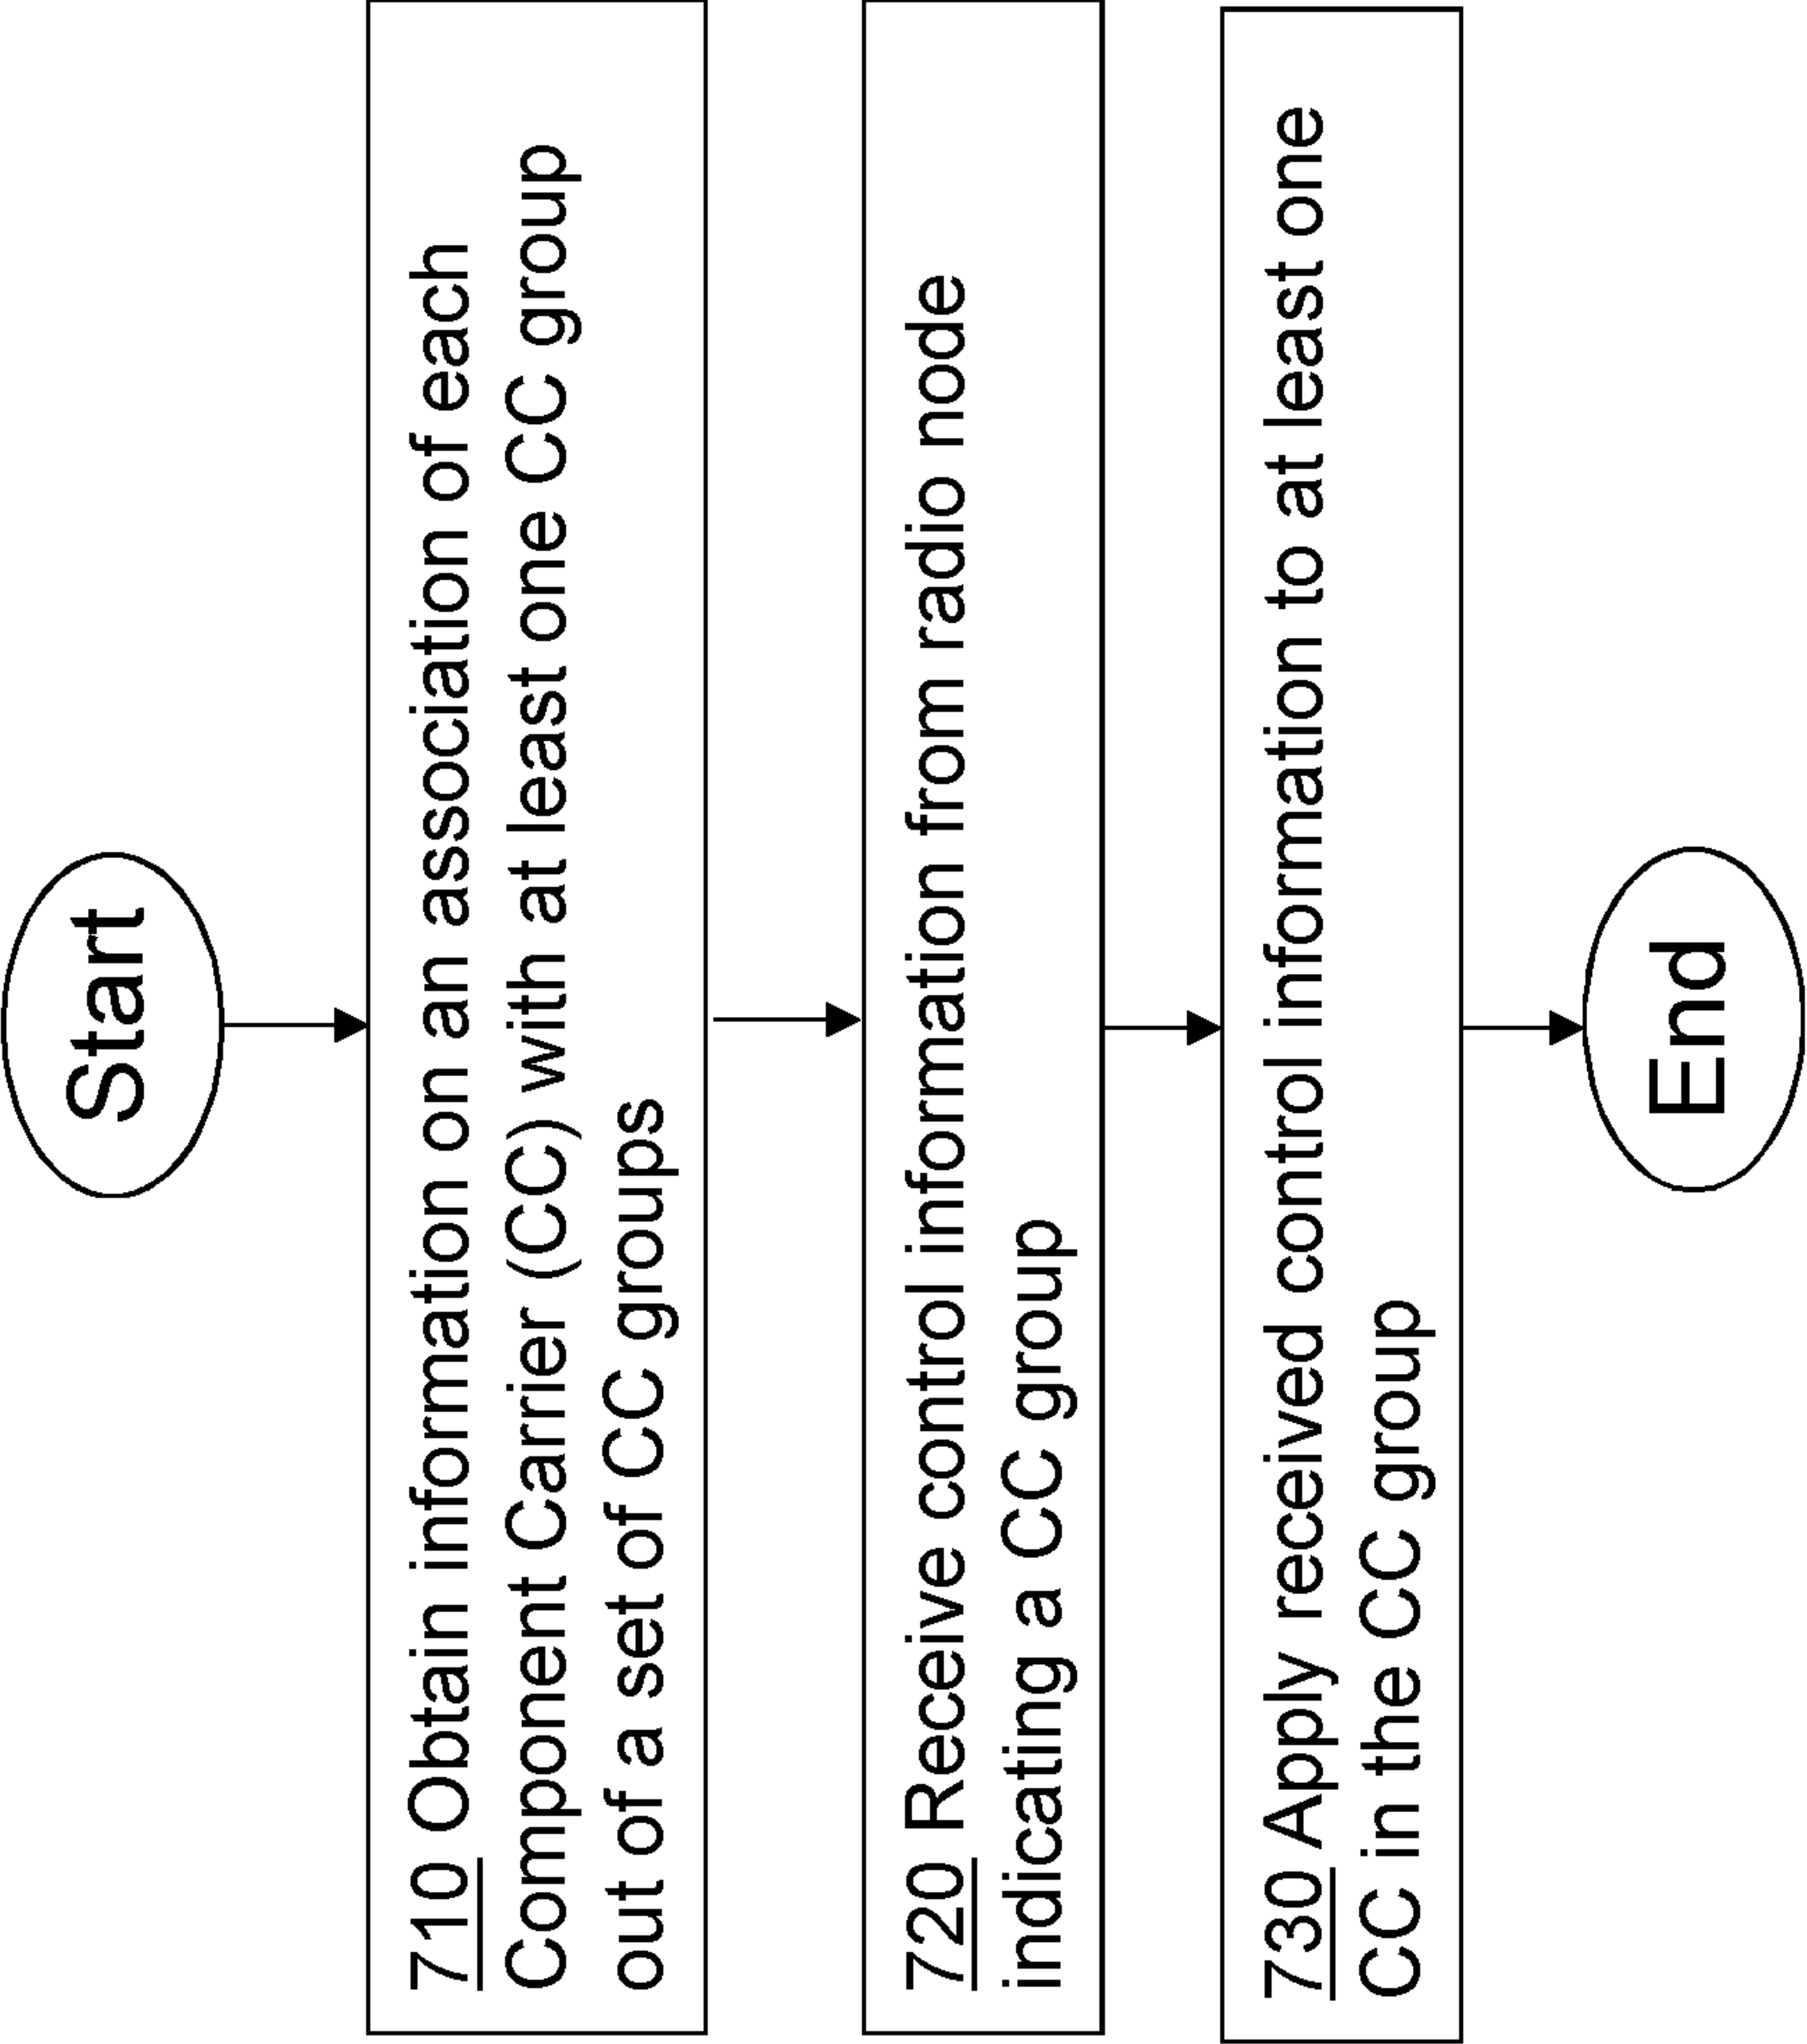 Start
710 Obtain information on an association of each
Component Carrier (CC) with at least one CC group
out of a set of CC groups
720 Receive control information from radio node
indicating a CC group
730 Apply received control information to at least one
CC in the CC group
End